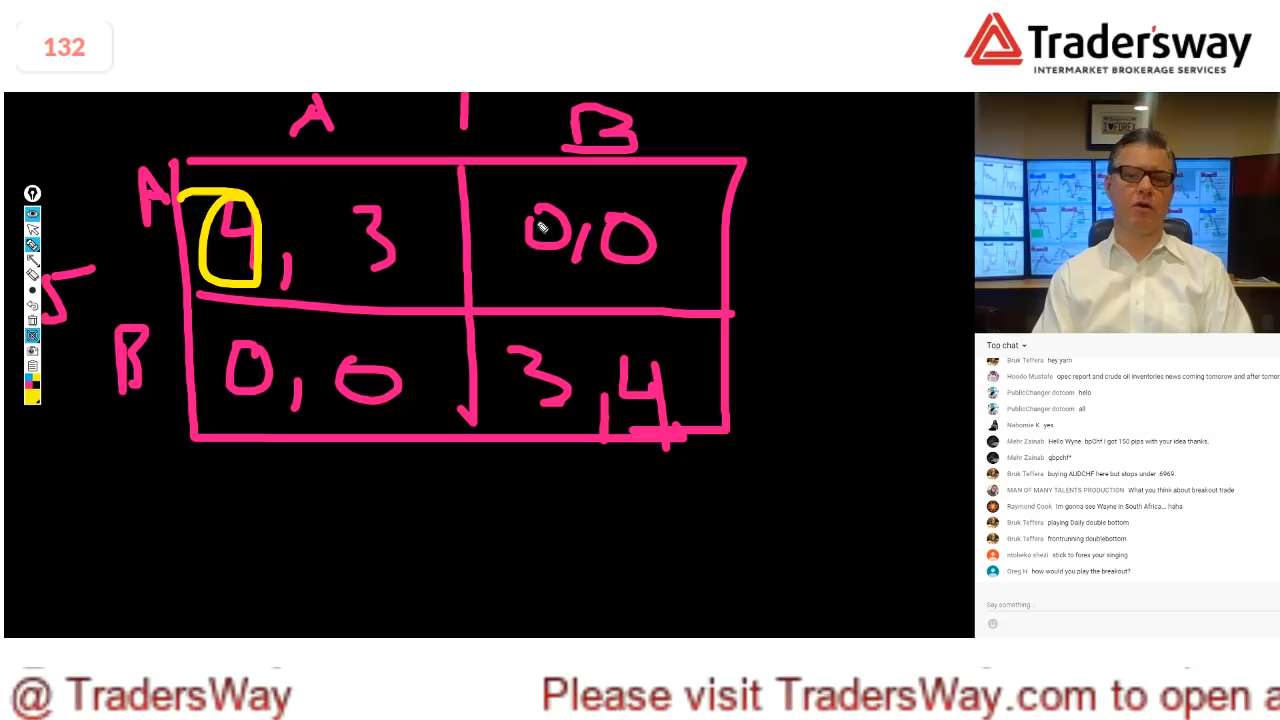 132
Trader'sway
INTERMARKET BROKERAGE SERVICES
I♥FOREX
A B
A 4, 3 0,0
5
B 0,0 3,4
Top chat
Bruk Teffera hey yarn
Hoodo Mustafe opec report and crude oil inventories news coming tomorrow and after tomor
PublicChanger dotcom helo
PublicChanger dotcom all
Nahomie K yes
Mehr Zainab Hello Wyne. bpChf I got 150 pips with your idea thanks.
Mehr Zainab gbpchf*
Bruk Teffera buying AUDCHF here but stops under .6969.
MAN OF MANY TALENTS PRODUCTION What you think about breakout trade
Raymond Cook Im gonna see Wayne in South Africa... haha
Bruk Teffera playing Daily double bottom
Bruk Teffera frontrunning doublebottom
ntobeko shezi stick to forex your singing
Greg H how would you play the breakout?
Say something...
@ TradersWay Please visit TradersWay.com to open a